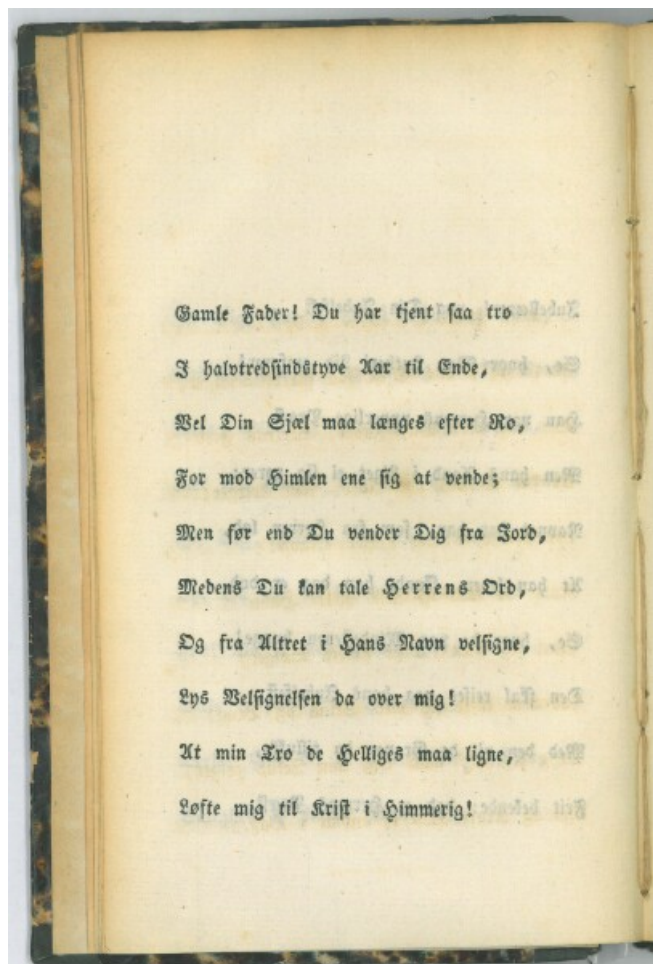 Gamle Fader! Du har tjent saa tro
I halvtredsindstyve Aar til Ende,
Vel Din Sjæl maa længes efter Ro,
For mod Himlen ene sig at vende;
Men før end Du vender Dig fra Jord,
Medens Du kan tale Herrens Ord,
Og fra Altret i Hans Navn velsigne,
Lys Velsignelsen da over mig!
At min Tro de Helliges maa ligne,
Løfte mig til Krist i Himmerig!